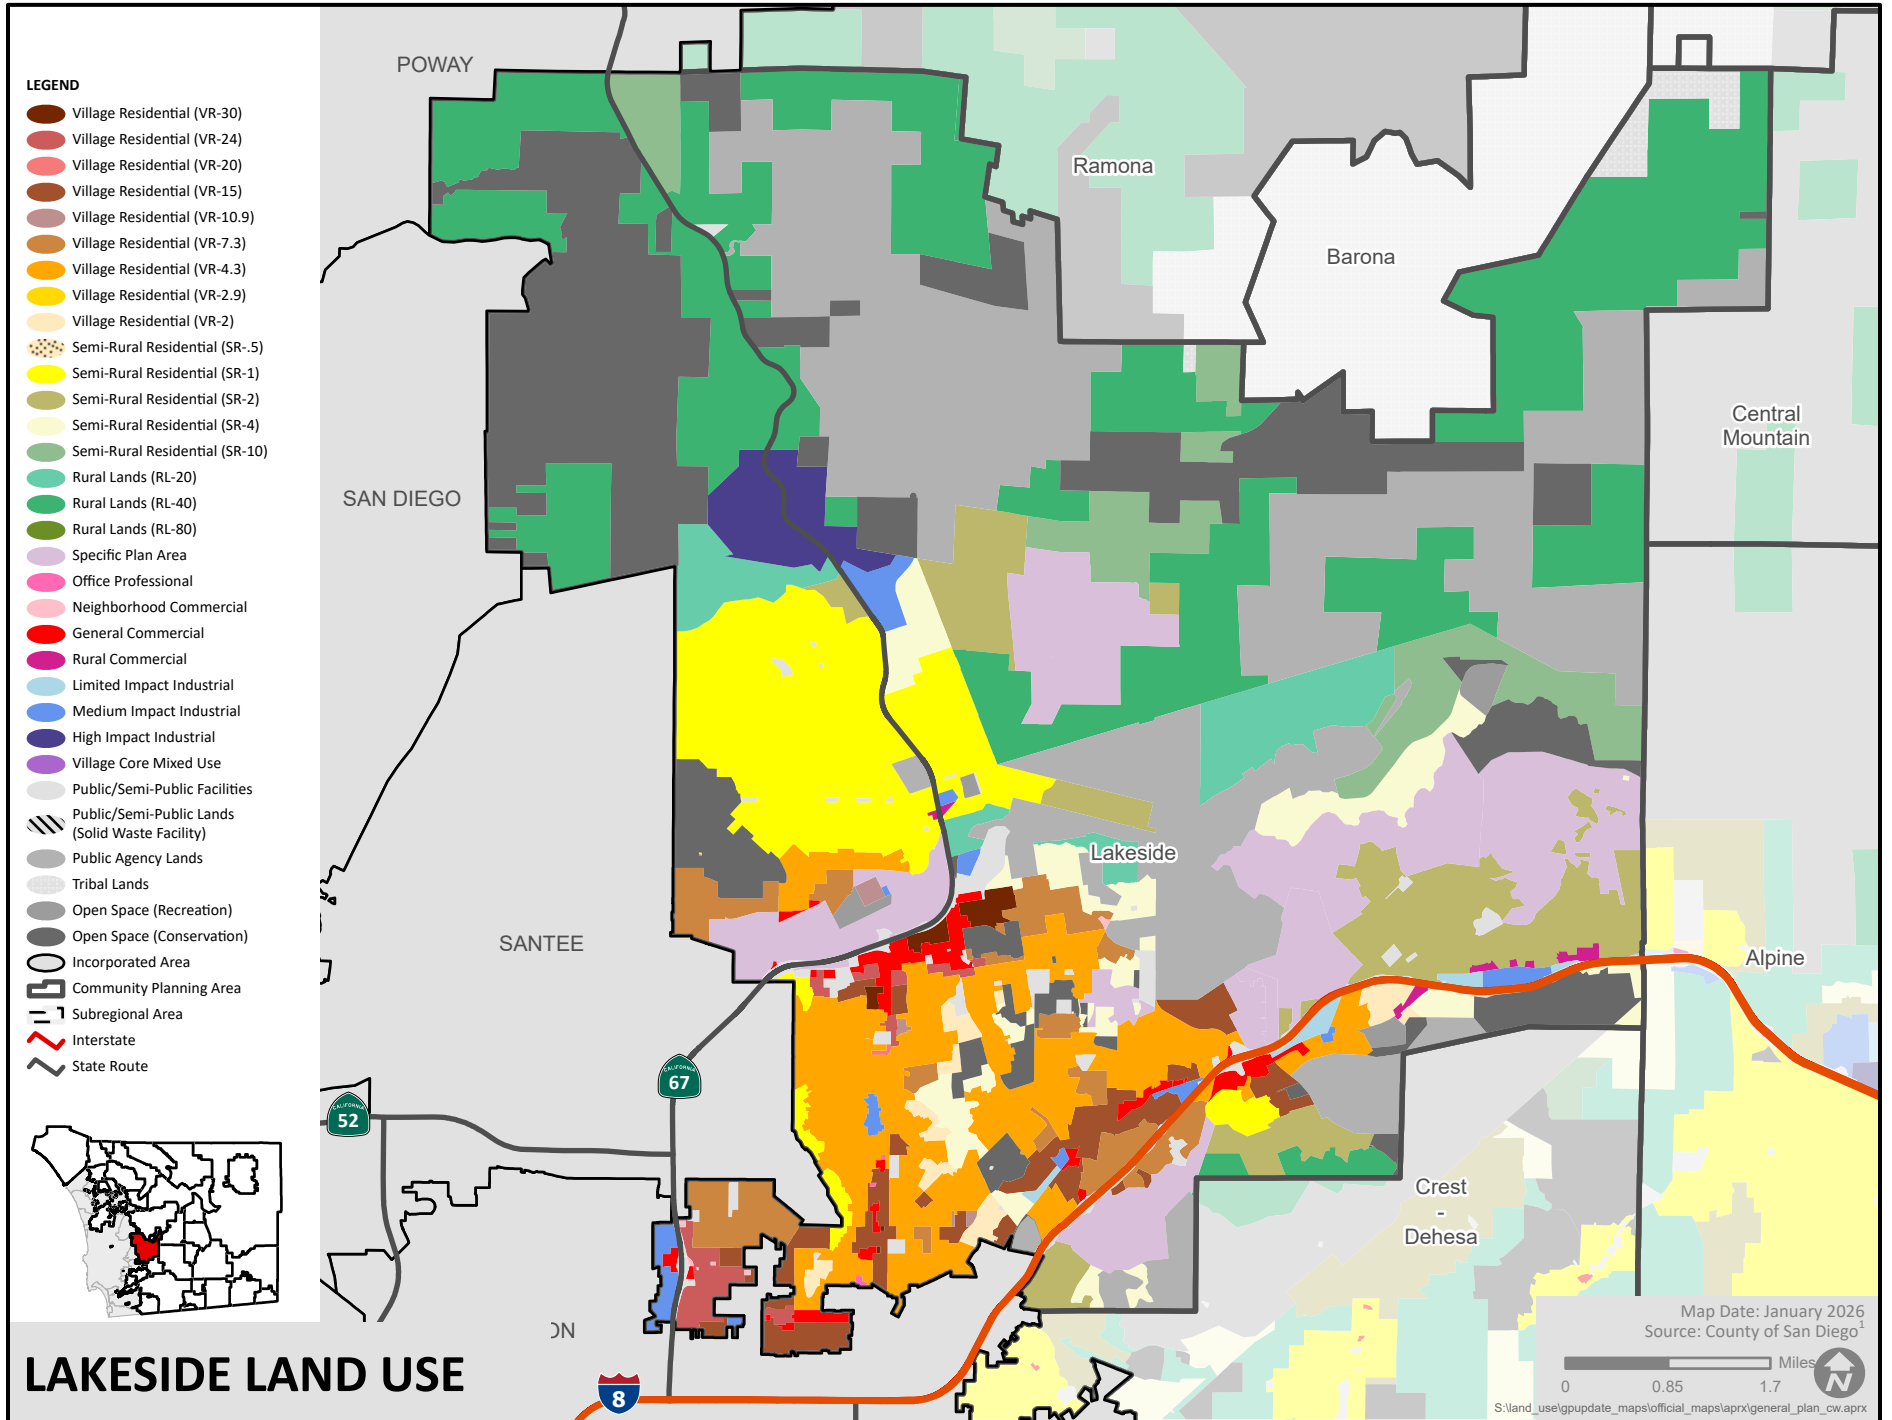 LEGEND
Village Residential (VR-30)
Village Residential (VR-24)
Village Residential (VR-20)
Village Residential (VR-15)
Village Residential (VR-10.9)
Village Residential (VR-7.3)
Village Residential (VR-4.3)
Village Residential (VR-2.9)
Village Residential (VR-2)
Semi-Rural Residential (SR-.5)
Semi-Rural Residential (SR-1)
Semi-Rural Residential (SR-2)
Semi-Rural Residential (SR-4)
Semi-Rural Residential (SR-10)
Rural Lands (RL-20)
Rural Lands (RL-40)
Rural Lands (RL-80)
Specific Plan Area
Office Professional
Neighborhood Commercial
General Commercial
Rural Commercial
Limited Impact Industrial
Medium Impact Industrial
High Impact Industrial
Village Core Mixed Use
Public/Semi-Public Facilities
Public/Semi-Public Lands
(Solid Waste Facility)
Public Agency Lands
Tribal Lands
Open Space (Recreation)
Open Space (Conservation)
Incorporated Area
Community Planning Area
Subregional Area
Interstate
State Route
POWAY
Ramona
Barona
Central
Mountain
SAN DIEGO
Lakeside
SANTEE
Alpine
CALIFORNIA
67
CALIFORNIA
52
Crest
-
Dehesa
ON
8
LAKESIDE LAND USE
Map Date: January 2026
Source: County of San Diego1
Miles
0 0.85 1.7
N
S:\land_use\gpupdate_maps\official_maps\aprx\general_plan_cw.aprx